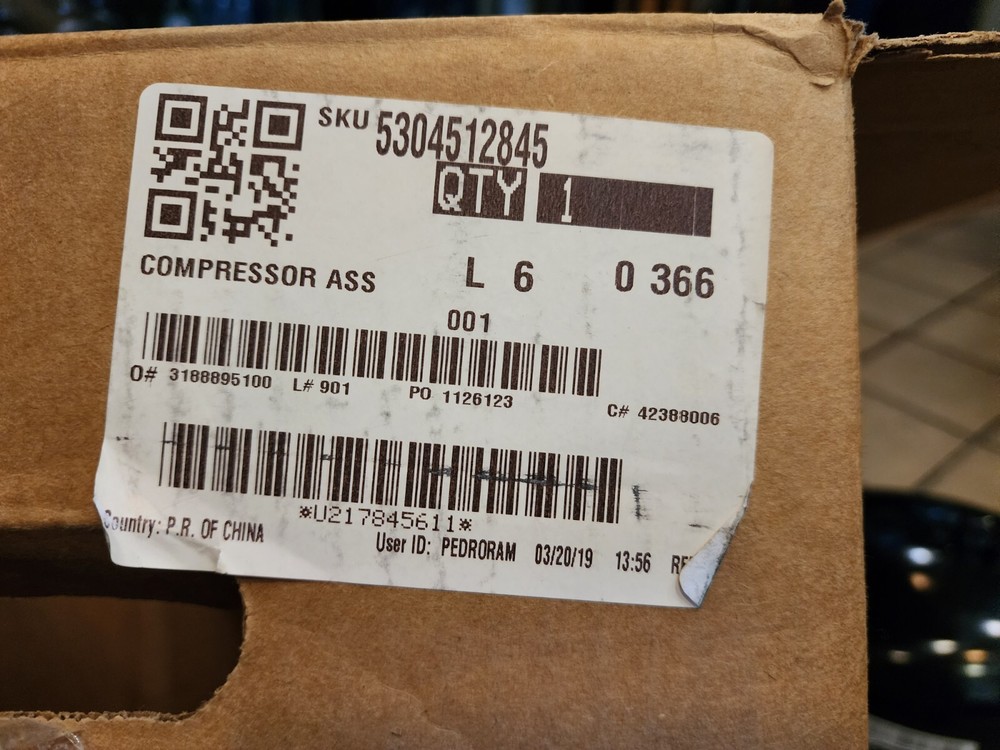 SKU 5304512845
QTY 1
COMPRESSOR ASS L 6 0 366
001
O# 3188895100 L# 901 PO 1126123 C# 42388006
*U217845611*
Country: P.R. OF CHINA
User ID: PEDRORAM 03/20/19 13:56